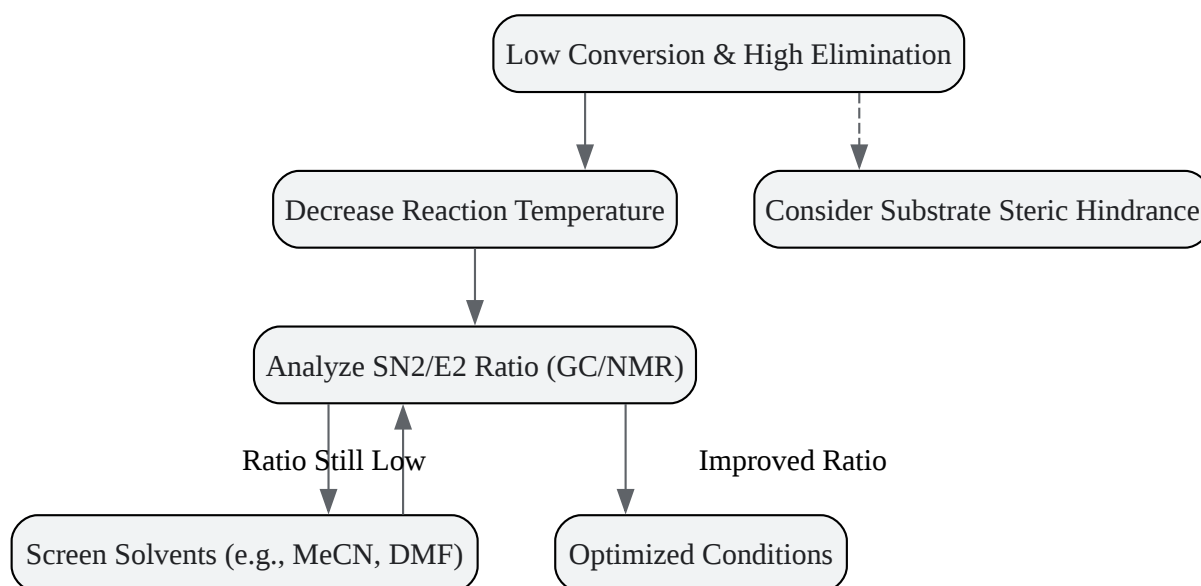 Low Conversion & High Elimination
Decrease Reaction Temperature
Consider Substrate Steric Hindrance
Analyze SN2/E2 Ratio (GC/NMR)
Ratio Still Low
Improved Ratio
Screen Solvents (e.g., MeCN, DMF)
Optimized Conditions